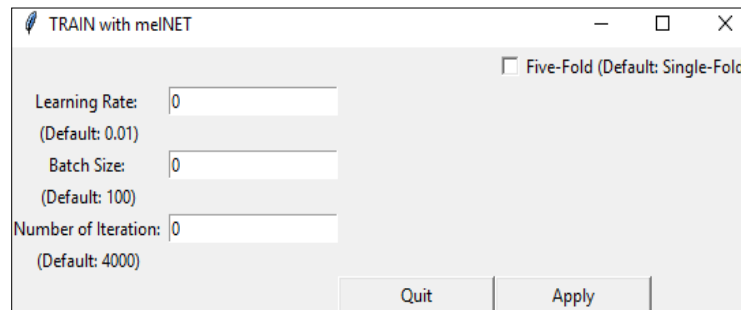 TRAIN with melNET
Five-Fold (Default: Single-Fold
Learning Rate: 0
(Default: 0.01)
Batch Size: 0
(Default: 100)
Number of Iteration: 0
(Default: 4000)
Quit Apply